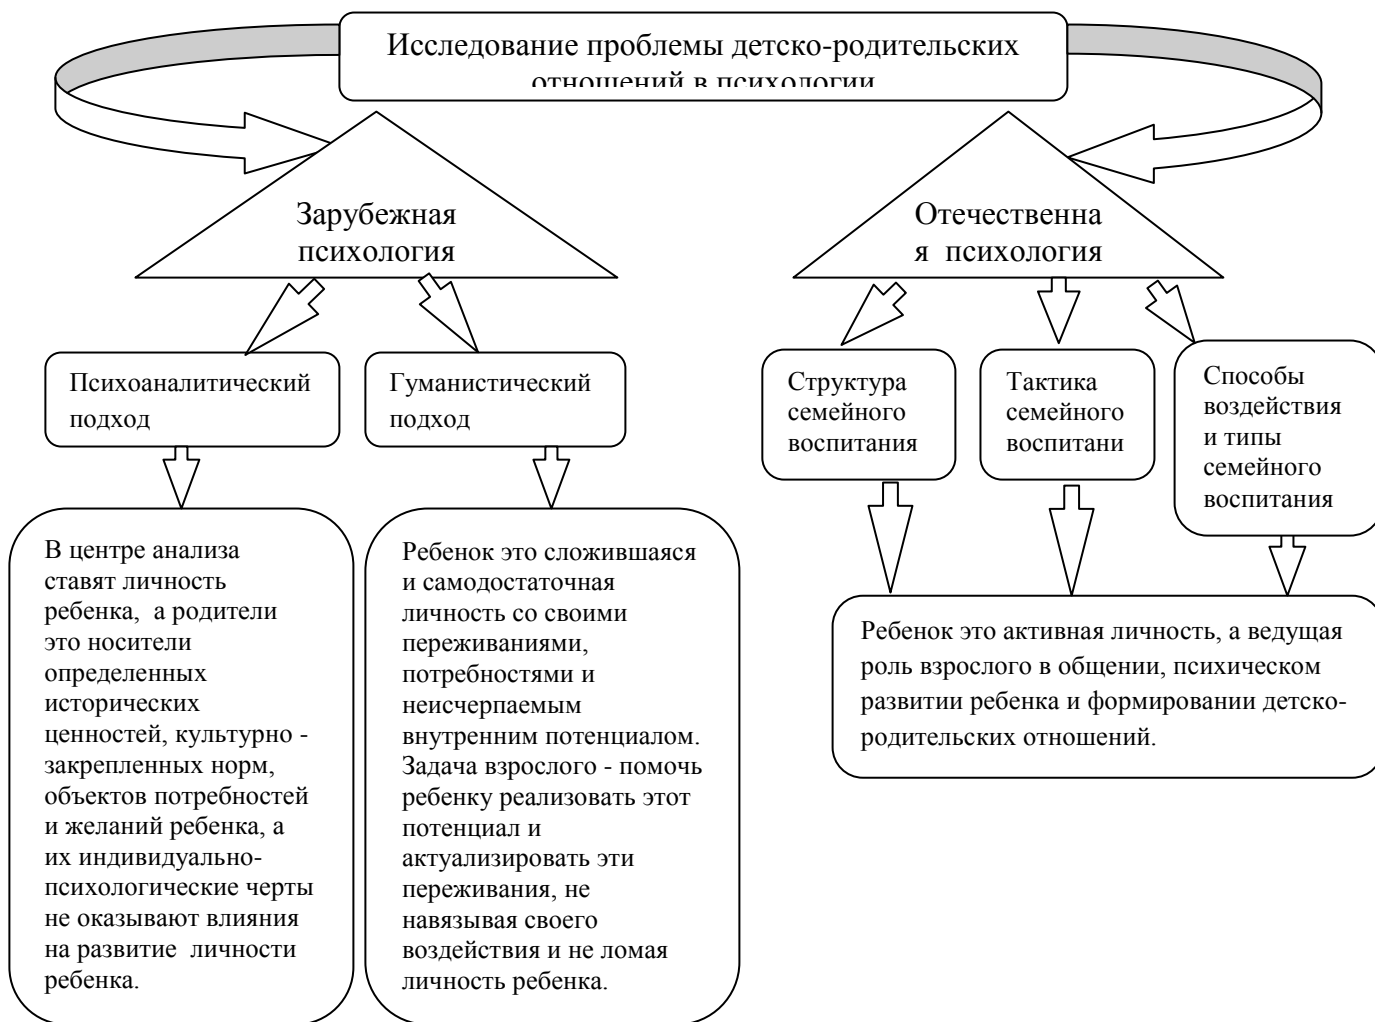 Исследование проблемы детско-родительских
отношений в психологии
Зарубежная
психология
Отечественна
я психология
Психоаналитический
подход
Гуманистический
подход
Структура
семейного
воспитания
Тактика
семейного
воспитани
Способы
воздействия
и типы
семейного
воспитания
В центре анализа
ставят личность
ребенка, а родители
это носители
определенных
исторических
ценностей, культурно -
закрепленных норм,
объектов потребностей
и желаний ребенка, а
их индивидуально-
психологические черты
не оказывают влияния
на развитие личности
ребенка.
Ребенок это сложившаяся
и самодостаточная
личность со своими
переживаниями,
потребностями и
неисчерпаемым
внутренним потенциалом.
Задача взрослого - помочь
ребенку реализовать этот
потенциал и
актуализировать эти
переживания, не
навязывая своего
воздействия и не ломая
личность ребенка.
Ребенок это активная личность, а ведущая
роль взрослого в общении, психическом
развитии ребенка и формировании детско-
родительских отношений.